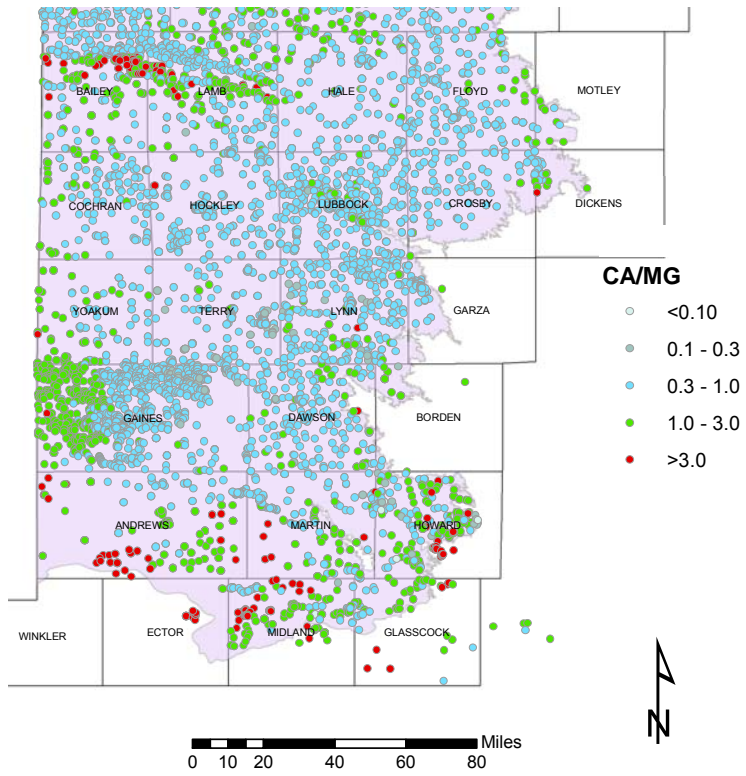 BAILEY LAMB HALE FLOYD MOTLEY
COCHRAN HOCKLEY LUBBOCK CROSBY DICKENS
CA/MG
<0.10
YOAKUM TERRY LYNN GARZA
0.1 - 0.3
0.3 - 1.0
GAINES DAWSON BORDEN
1.0 - 3.0
>3.0
ANDREWS MARTIN HOWARD
WINKLER ECTOR MIDLAND GLASSCOCK
N
Miles
0 10 20 40 60 80